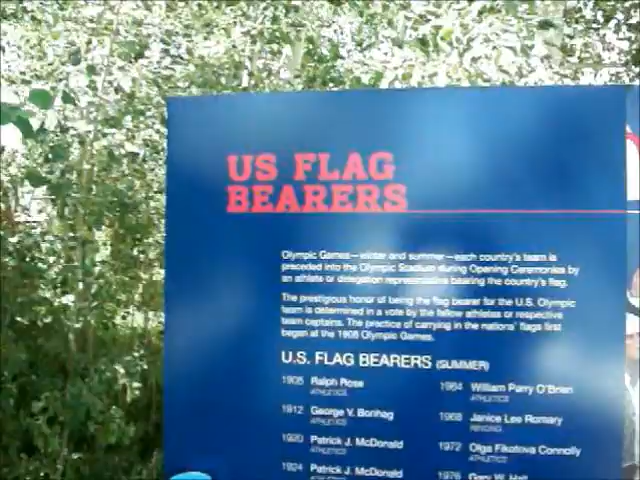 US FLAG
BEARERS
Olympic Games—winter and summer—each country's team is
preceded into the Olympic Stadium during Opening Ceremonies by
an athlete or delegation representative bearing the country's flag.
The prestigious honor of being the flag bearer for the U.S. Olympic
team is determined in a vote by the fellow athletes or respective
team captains. The practice of carrying in the nations' flags first
began at the 1908 Olympic Games.
U.S. FLAG BEARERS (SUMMER)
1908 Ralph Rose
ATHLETICS
1912 George V. Bonhag
ATHLETICS
1920 Patrick J. McDonald
ATHLETICS
1924 Patrick J. McDonald
1964 William Parry O'Brien
ATHLETICS
1968 Janice Lee Romary
FENCING
1972 Olga Fikotova Connolly
ATHLETICS
1976 Gary W. Hall